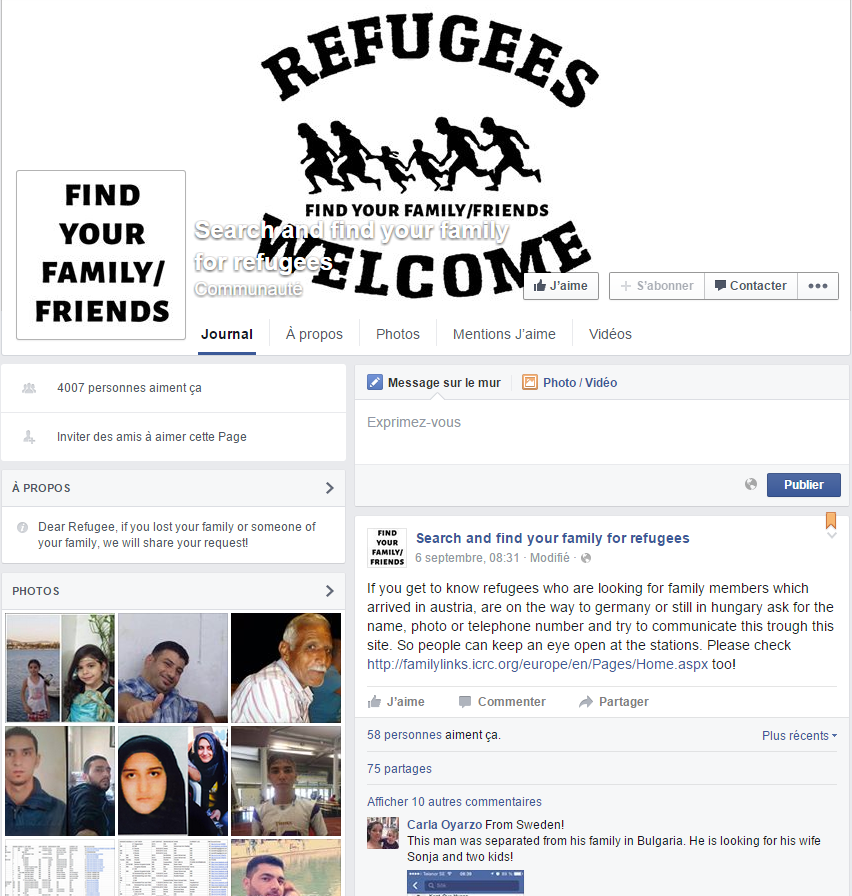 REFUGEES
FIND YOUR FAMILY/FRIENDS
WELCOME
FIND
YOUR
FAMILY/
FRIENDS
Search and find your family
for refugees
Communauté
J'aime
S'abonner
Contacter
Journal
À propos
Photos
Mentions J'aime
Vidéos
4007 personnes aiment ça
Inviter des amis à aimer cette Page
À PROPOS
Dear Refugee, if you lost your family or someone of
your family, we will share your request!
PHOTOS
Message sur le mur
Photo / Vidéo
Exprimez-vous
Publier
FIND
YOUR
FAMILY/
FRIENDS
Search and find your family for refugees
6 septembre, 08:31 · Modifié ·
If you get to know refugees who are looking for family members which
arrived in austria, are on the way to germany or still in hungary ask for the
name, photo or telephone number and try to communicate this trough this
site. So people can keep an eye open at the stations. Please check
http://familylinks.icrc.org/europe/en/Pages/Home.aspx too!
J'aime
Commenter
Partager
58 personnes aiment ça.
Plus récents
75 partages
Afficher 10 autres commentaires
Carla Oyarzo From Sweden!
This man was separated from his family in Bulgaria. He is looking for his wife
Sonja and two kids!